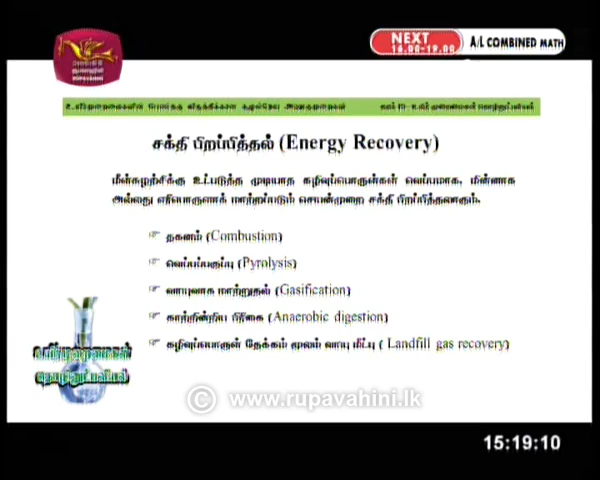 NEXT
16.00-19.00
A/L COMBINED MATH
சக்தி பிறப்பித்தல் (Energy Recovery)
மீள்சுழற்சிக்கு உட்படுத்த முடியாத கழிவுப்பொருள்கள் வெப்பமாக, மின்னாக
அல்லது எரிபொருளாக மாற்றப்படும் செயன்முறை சக்தி பிறப்பித்தலாகும்.
☞ தகனம் (Combustion)
☞ வெப்பப்பகுப்பு (Pyrolysis)
☞ வாயுவாக மாற்றுதல் (Gasification)
☞ காற்றின்றிய பிரிகை (Anaerobic digestion)
☞ கழிவுப்பொருள் தேக்கம் மூலம் வாயு மீட்பு ( Landfill gas recovery)
© www.rupavahini.lk
15:19:10